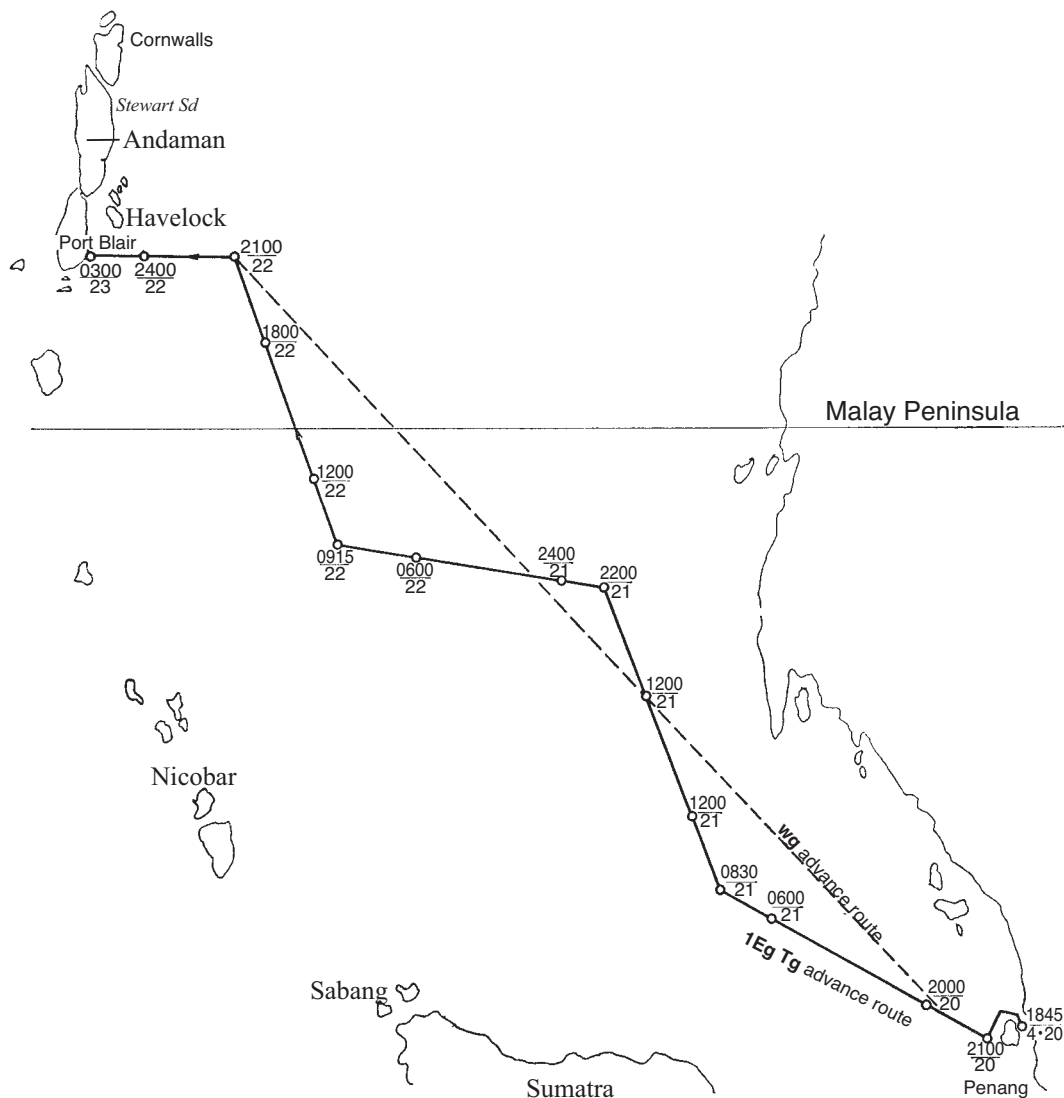 Cornwalls
Stewart Sd
Andaman
Havelock
Port Blair
0300
23
2400
22
2100
22
1800
22
Malay Peninsula
1200
22
0915
22
0600
22
2400
21
2200
21
1200
21
Nicobar
1200
21
wg advance route
0830
21
0600
21
1Eg Tg advance route
Sabang
2000
20
1845
4·20
2100
20
Penang
Sumatra